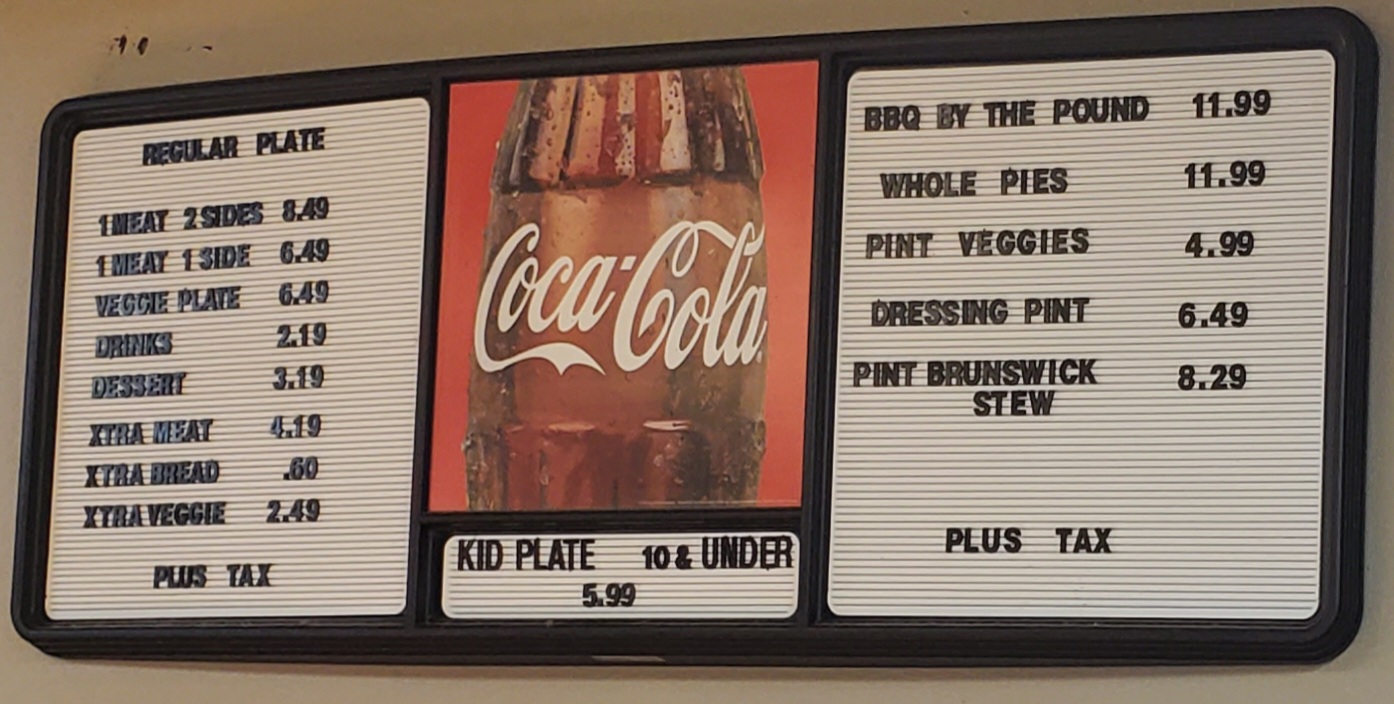 REGULAR PLATE
1 MEAT 2 SIDES 8.49
1 MEAT 1 SIDE 6.49
VEGGIE PLATE 6.49
DRINKS 2.19
DESSERT 3.19
XTRA MEAT 4.19
XTRA BREAD .60
XTRA VEGGIE 2.49
PLUS TAX
Coca-Cola
KID PLATE 10 & UNDER
5.99
BBQ BY THE POUND 11.99
WHOLE PIES 11.99
PINT VEGGIES 4.99
DRESSING PINT 6.49
PINT BRUNSWICK 8.29
STEW
PLUS TAX